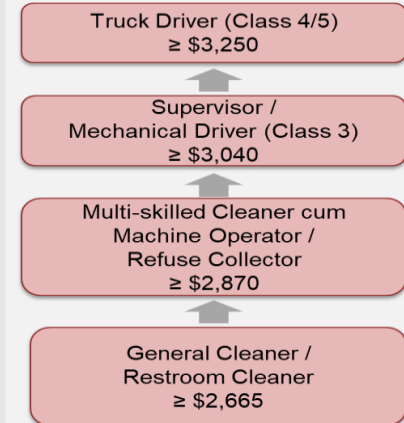 Truck Driver (Class 4/5)
≥ $3,250
Supervisor /
Mechanical Driver (Class 3)
≥ $3,040
Multi-skilled Cleaner cum
Machine Operator /
Refuse Collector
≥ $2,870
General Cleaner /
Restroom Cleaner
≥ $2,665